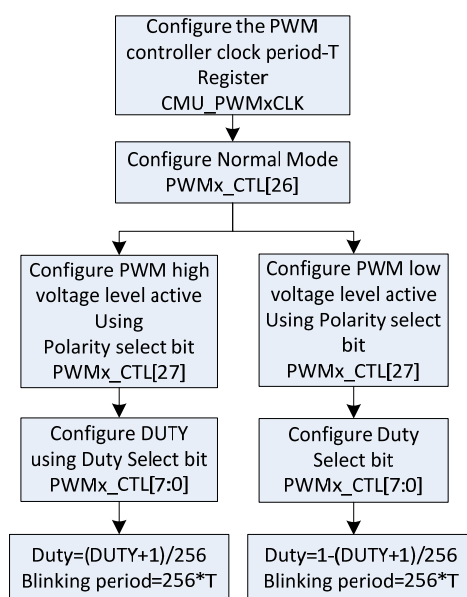 Configure the PWM
controller clock period-T
Register
CMU_PWMxCLK
Configure Normal Mode
PWMx_CTL[26]
Configure PWM high
voltage level active
Using
Polarity select bit
PWMx_CTL[27]
Configure PWM low
voltage level active
Using Polarity select
bit
PWMx_CTL[27]
Configure DUTY
using Duty Select bit
PWMx_CTL[7:0]
Configure Duty
Select bit
PWMx_CTL[7:0]
Duty=(DUTY+1)/256
Blinking period=256*T
Duty=1-(DUTY+1)/256
Blinking period=256*T